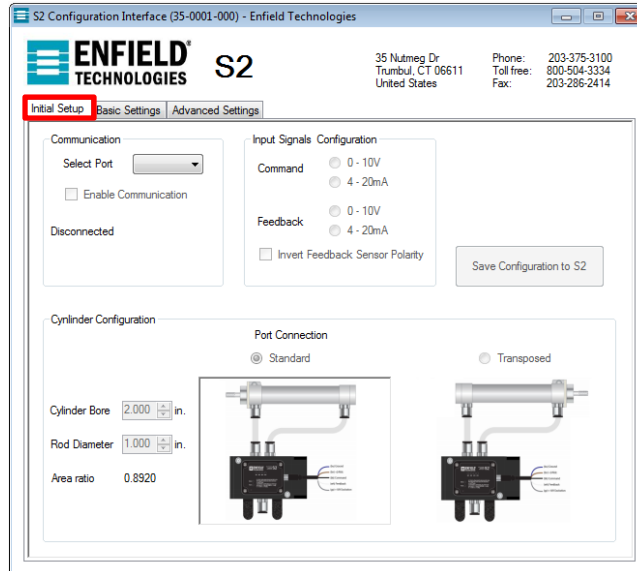 S2 Configuration Interface (35-0001-000) - Enfield Technologies
ENFIELD
TECHNOLOGIES
S2
35 Nutmeg Dr
Trumbul, CT 06611
United States
Phone: 203-375-3100
Toll free: 800-504-3334
Fax: 203-286-2414
Initial Setup
Basic Settings
Advanced Settings
Communication
Select Port
Enable Communication
Disconnected
Input Signals Configuration
Command
0 - 10V
4 - 20mA
Feedback
0 - 10V
4 - 20mA
Invert Feedback Sensor Polarity
Save Configuration to S2
Cynlinder Configuration
Port Connection
Standard
Transposed
Cylinder Bore 2.000 in.
Rod Diameter 1.000 in.
Area ratio 0.8920